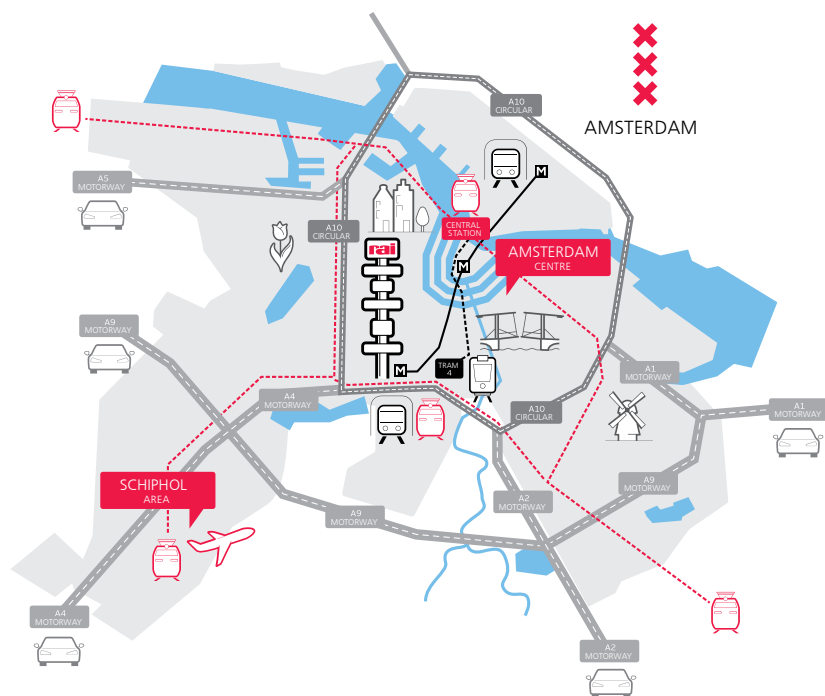 AMSTERDAM
A10
CIRCULAR
A5
MOTORWAY
A10
CIRCULAR
CENTRAL
STATION
M
rai
AMSTERDAM
CENTRE
M
A9
MOTORWAY
TRAM
4
M
A1
MOTORWAY
A4
MOTORWAY
A10
CIRCULAR
A1
MOTORWAY
SCHIPHOL
AREA
A9
MOTORWAY
A2
MOTORWAY
A9
MOTORWAY
A4
MOTORWAY
A2
MOTORWAY